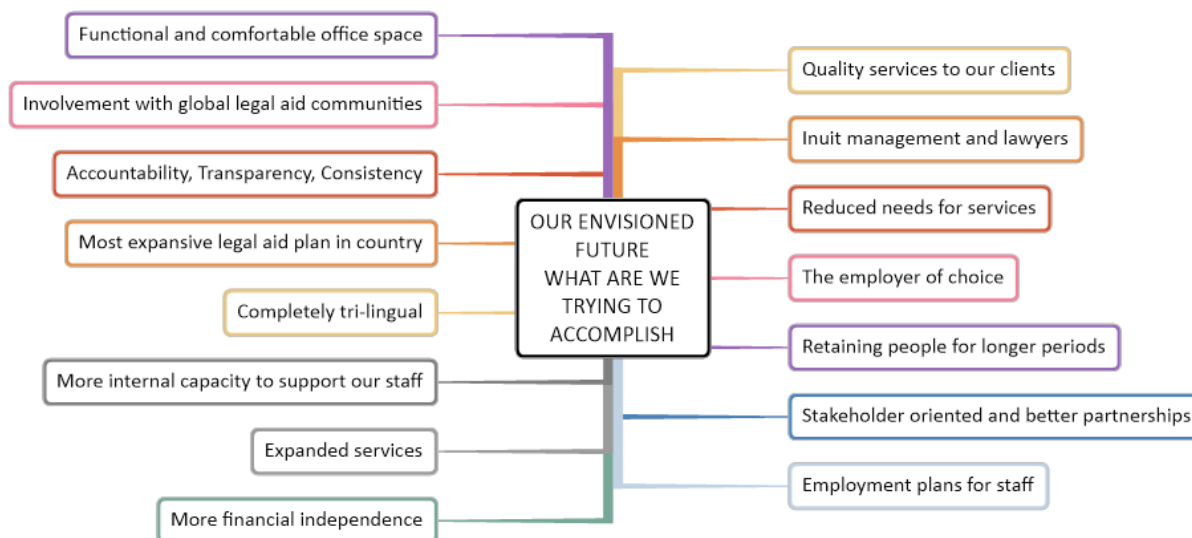 Functional and comfortable office space
Involvement with global legal aid communities
Accountability, Transparency, Consistency
Most expansive legal aid plan in country
Completely tri-lingual
More internal capacity to support our staff
Expanded services
More financial independence
OUR ENVISIONED
FUTURE
WHAT ARE WE
TRYING TO
ACCOMPLISH
Quality services to our clients
Inuit management and lawyers
Reduced needs for services
The employer of choice
Retaining people for longer periods
Stakeholder oriented and better partnerships
Employment plans for staff